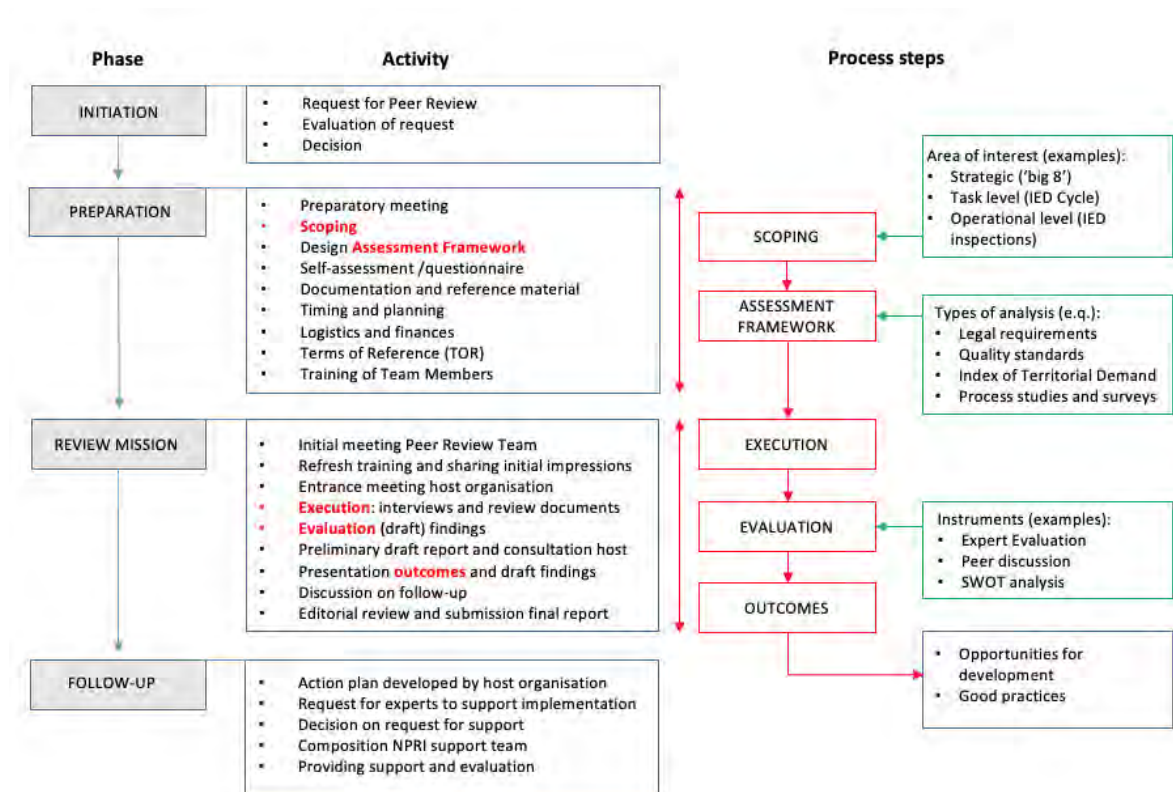 Phase
Activity
Process steps
INITIATION
▪ Request for Peer Review
▪ Evaluation of request
▪ Decision
PREPARATION
▪ Preparatory meeting
▪ Scoping
▪ Design Assessment Framework
▪ Self-assessment /questionnaire
▪ Documentation and reference material
▪ Timing and planning
▪ Logistics and finances
▪ Terms of Reference (TOR)
▪ Training of Team Members
REVIEW MISSION
▪ Initial meeting Peer Review Team
▪ Refresh training and sharing initial impressions
▪ Entrance meeting host organisation
▪ Execution: interviews and review documents
▪ Evaluation (draft) findings
▪ Preliminary draft report and consultation host
▪ Presentation outcomes and draft findings
▪ Discussion on follow-up
▪ Editorial review and submission final report
FOLLOW-UP
▪ Action plan developed by host organisation
▪ Request for experts to support implementation
▪ Decision on request for support
▪ Composition NPRI support team
▪ Providing support and evaluation
SCOPING
ASSESSMENT
FRAMEWORK
EXECUTION
EVALUATION
OUTCOMES
Area of interest (examples):
• Strategic ('big 8')
• Task level (IED Cycle)
• Operational level (IED
inspections)
Types of analysis (e.q.):
• Legal requirements
• Quality standards
• Index of Territorial Demand
• Process studies and surveys
Instruments (examples):
• Expert Evaluation
• Peer discussion
• SWOT analysis
• Opportunities for
development
• Good practices